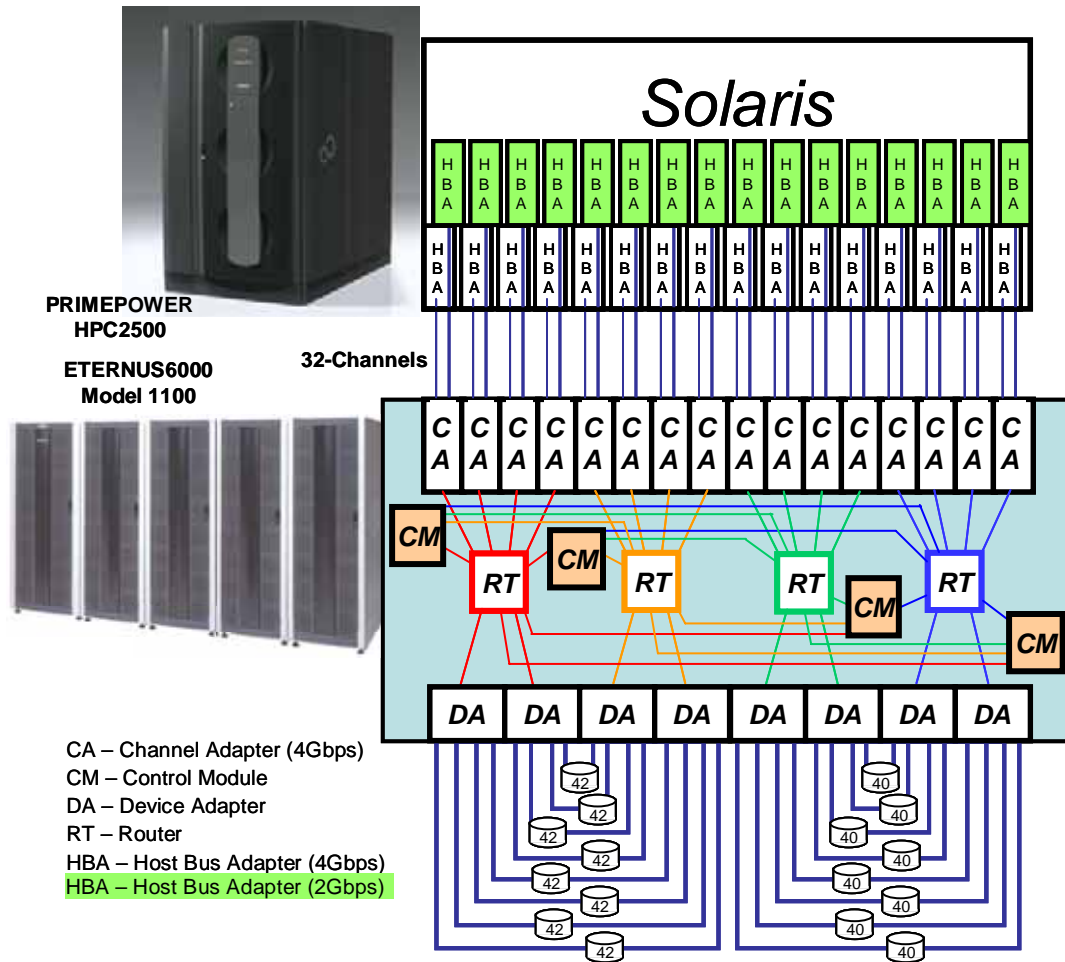 Solaris
H H H H H H H H H H H H H H H H
B B B B B B B B B B B B B B B B
A A A A A A A A A A A A A A A A
H H H H H H H H H H H H H H H H
B B B B B B B B B B B B B B B B
A A A A A A A A A A A A A A A A
PRIMEPOWER
HPC2500
32-Channels
ETERNUS6000
Model 1100
C C C C C C C C C C C C C C C C
A A A A A A A A A A A A A A A A
CM CM
RT RT RT RT
CM
CM
DA DA DA DA DA DA DA DA
42 40
42 40
42 40
42 40
42 40
42 40
42 40
42 40
CA – Channel Adapter (4Gbps)
CM – Control Module
DA – Device Adapter
RT – Router
HBA – Host Bus Adapter (4Gbps)
HBA – Host Bus Adapter (2Gbps)